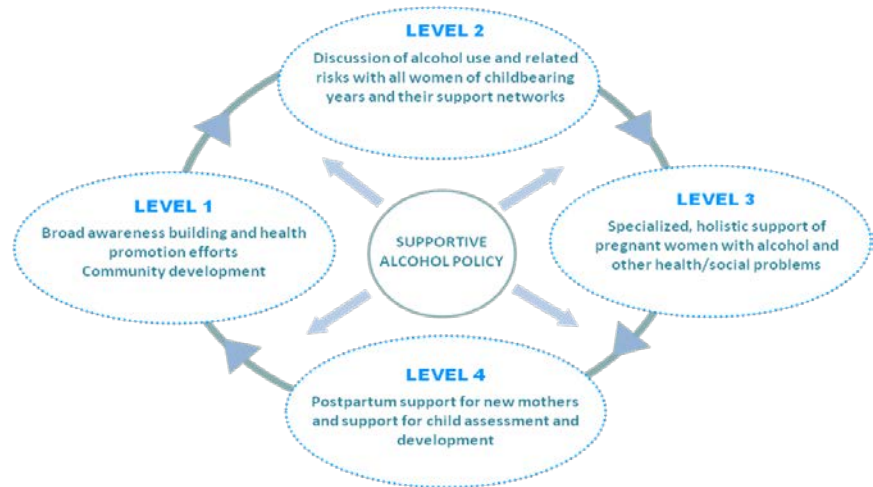 LEVEL 2
Discussion of alcohol use and related
risks with all women of childbearing
years and their support networks
LEVEL 1
Broad awareness building and health
promotion efforts
Community development
SUPPORTIVE
ALCOHOL POLICY
LEVEL 3
Specialized, holistic support of
pregnant women with alcohol and
other health/social problems
LEVEL 4
Postpartum support for new mothers
and support for child assessment and
development